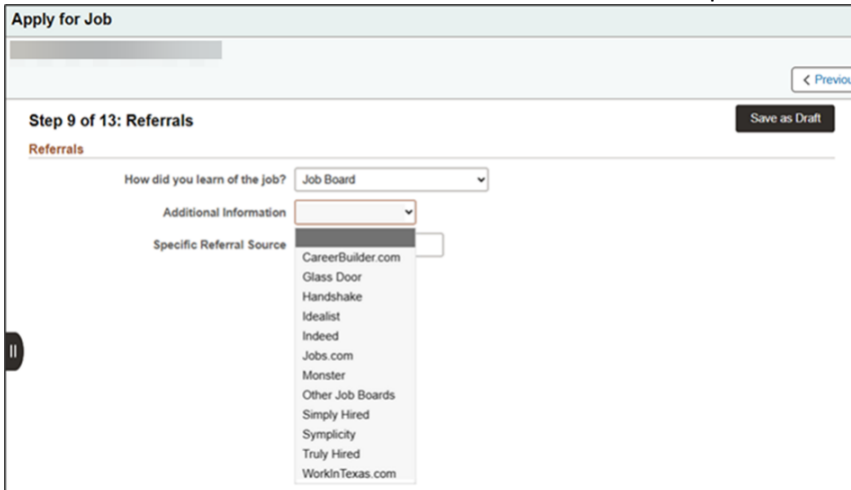 Apply for Job
Previou
Step 9 of 13: Referrals
Save as Draft
Referrals
How did you learn of the job? Job Board
Additional Information
Specific Referral Source
CareerBuilder.com
Glass Door
Handshake
Idealist
Indeed
Jobs.com
Monster
Other Job Boards
Simply Hired
Symplicity
Truly Hired
WorkInTexas.com